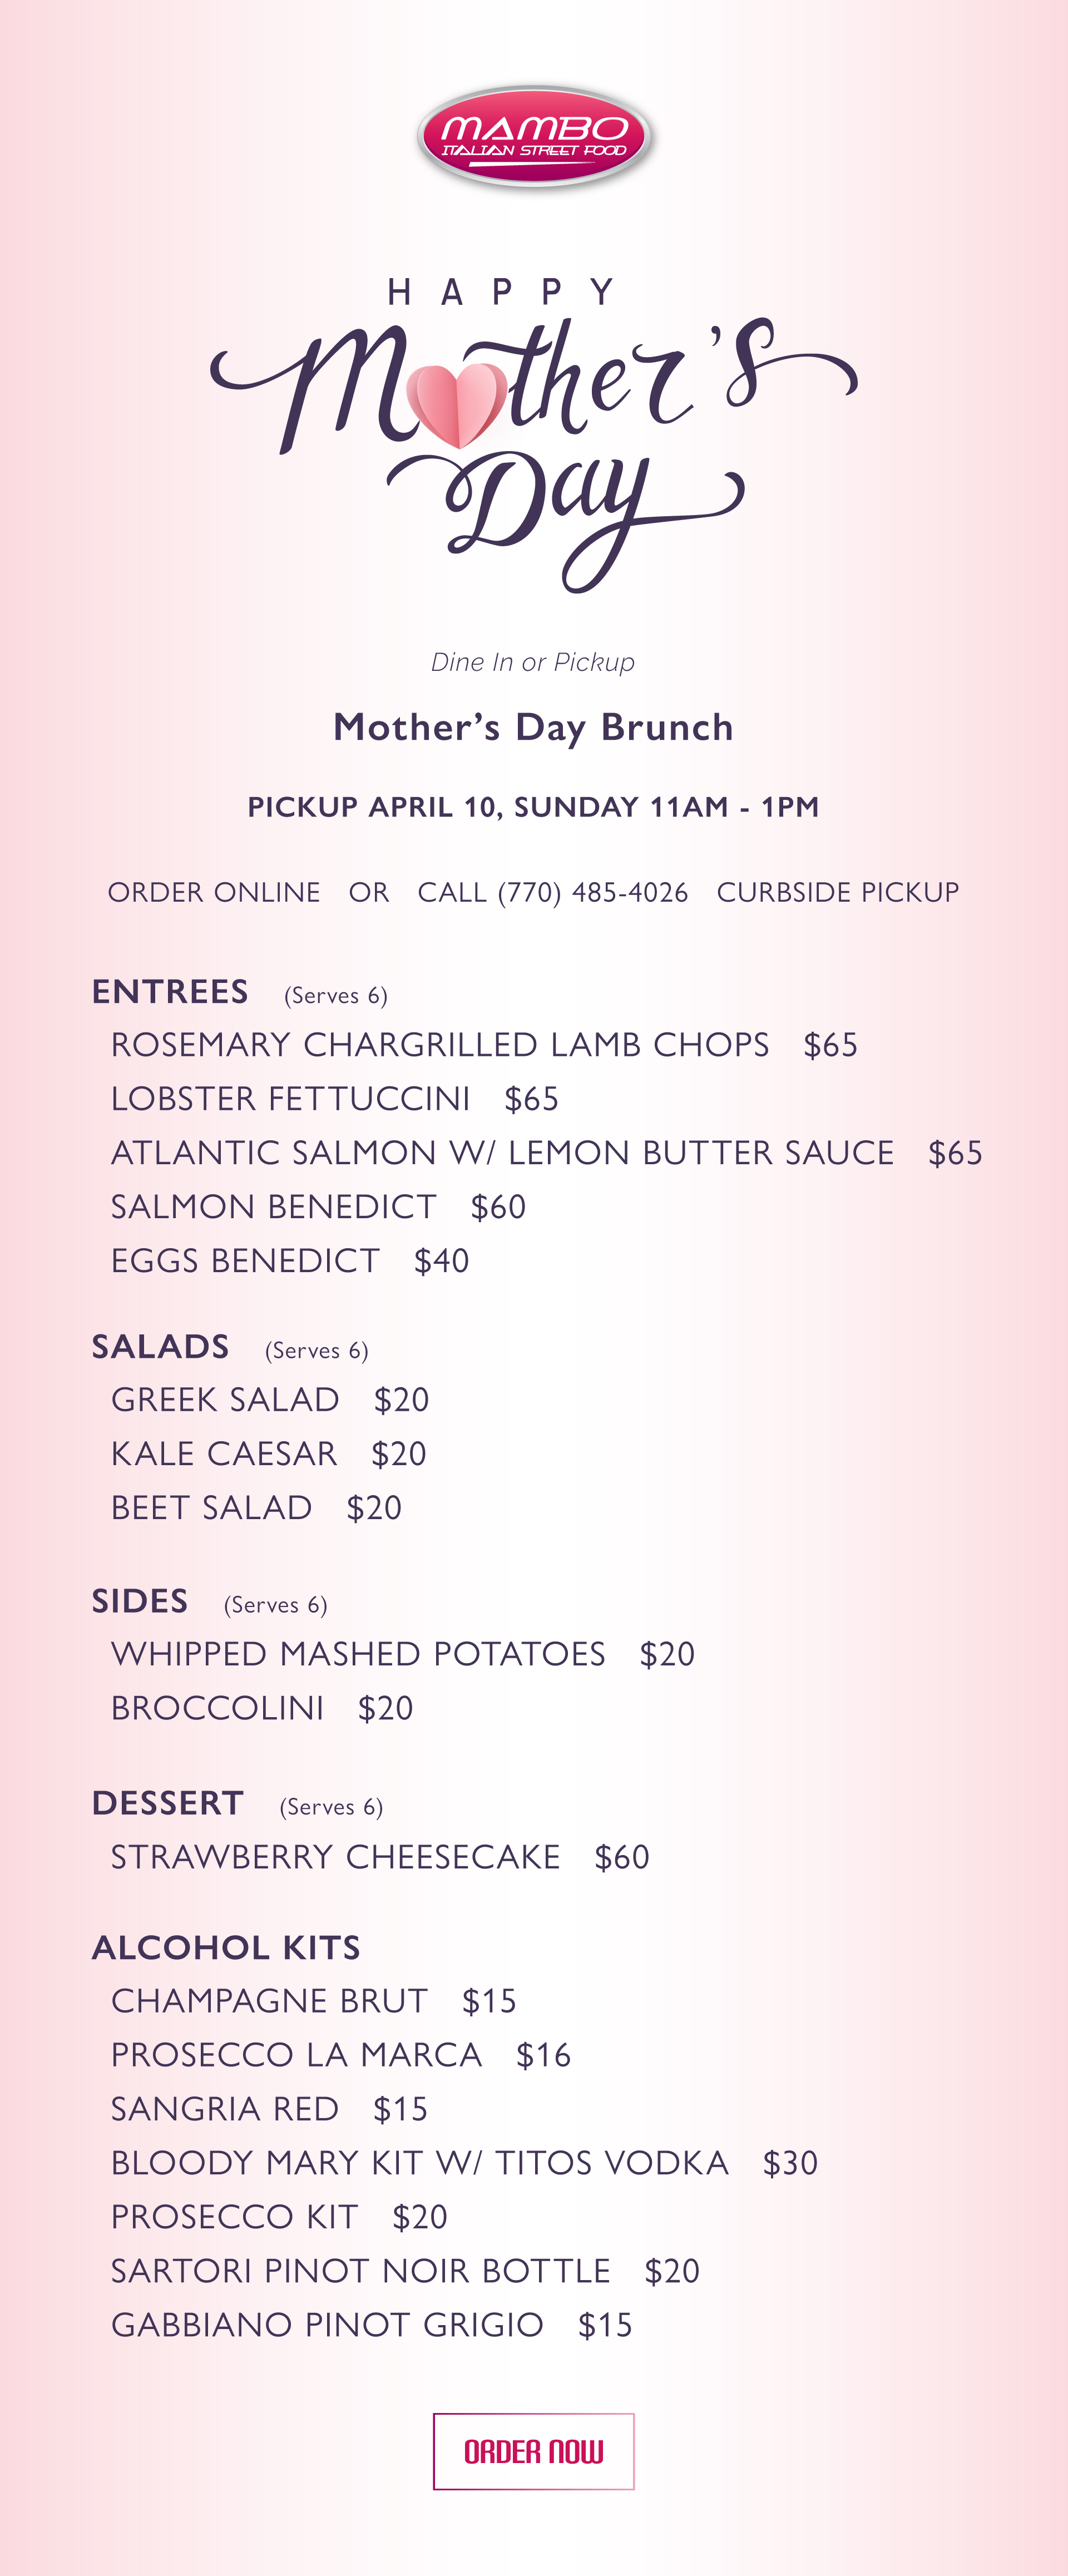 MAMBO
ITALIAN STREET FOOD
HAPPY
Mother's
Day
Dine In or Pickup
Mother’s Day Brunch
PICKUP APRIL 10, SUNDAY 11AM - 1PM
ORDER ONLINE OR CALL (770) 485-4026 CURBSIDE PICKUP
ENTREES (Serves 6)
ROSEMARY CHARGRILLED LAMB CHOPS $65
LOBSTER FETTUCCINI $65
ATLANTIC SALMON W/ LEMON BUTTER SAUCE $65
SALMON BENEDICT $60
EGGS BENEDICT $40
SALADS (Serves 6)
GREEK SALAD $20
KALE CAESAR $20
BEET SALAD $20
SIDES (Serves 6)
WHIPPED MASHED POTATOES $20
BROCCOLINI $20
DESSERT (Serves 6)
STRAWBERRY CHEESECAKE $60
ALCOHOL KITS
CHAMPAGNE BRUT $15
PROSECCO LA MARCA $16
SANGRIA RED $15
BLOODY MARY KIT W/ TITOS VODKA $30
PROSECCO KIT $20
SARTORI PINOT NOIR BOTTLE $20
GABBIANO PINOT GRIGIO $15
ORDER NOW